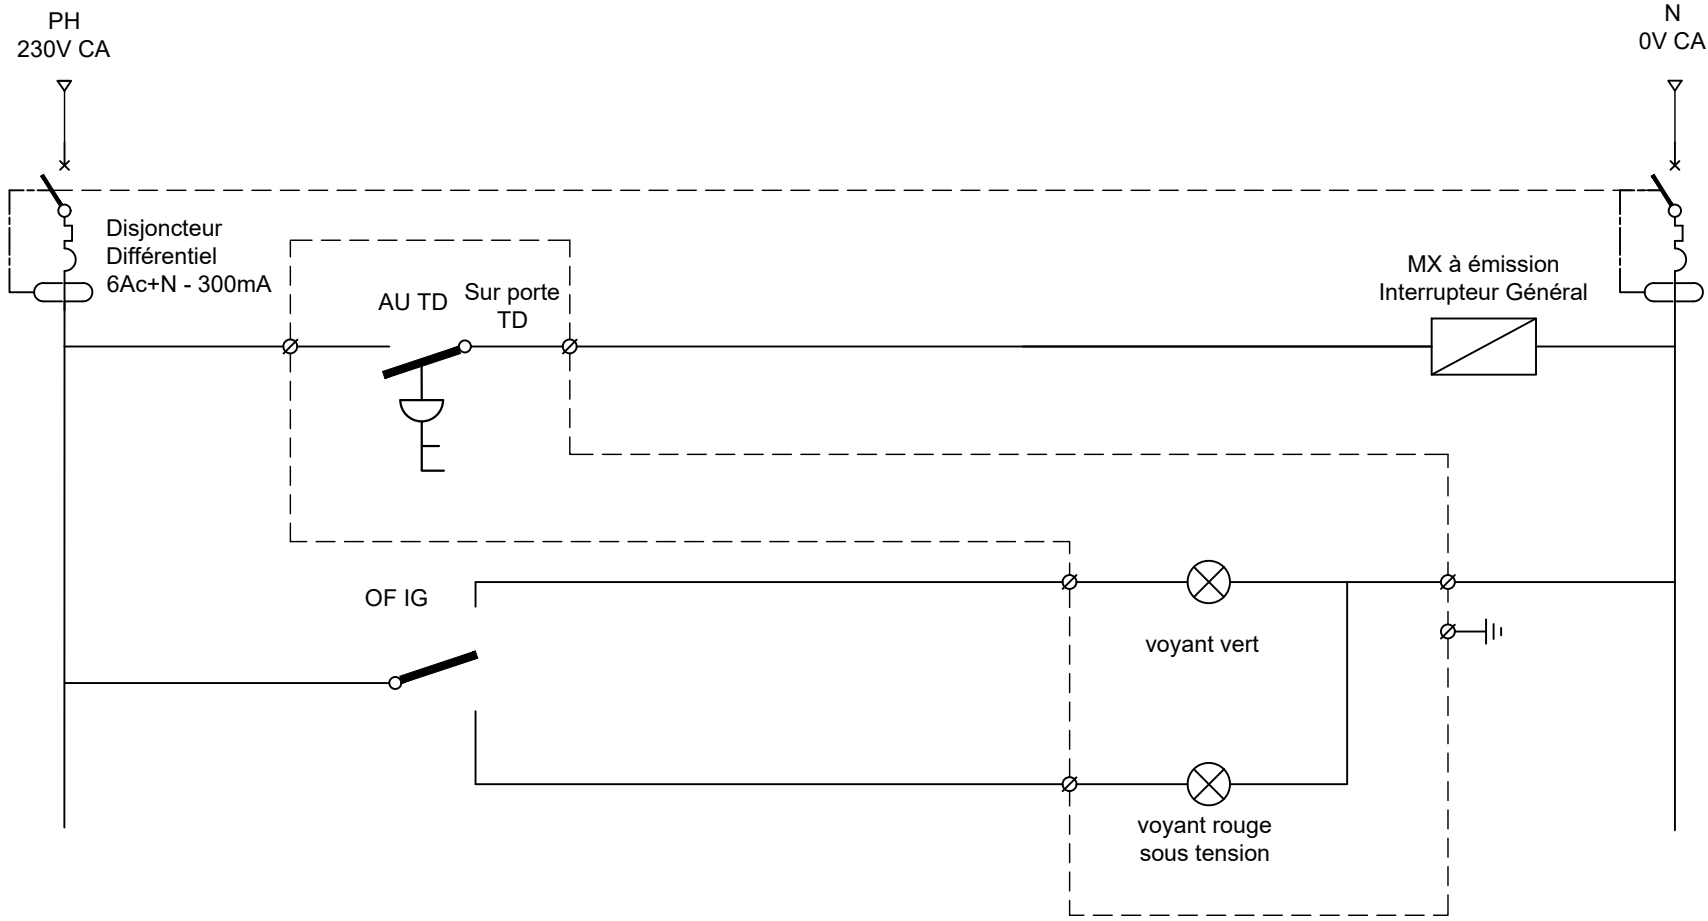 PH
230V CA
N
0V CA
Disjoncteur
Différentiel
6Ac+N - 300mA
AU TD
Sur porte
TD
MX à émission
Interrupteur Général
OF IG
voyant vert
voyant rouge
sous tension